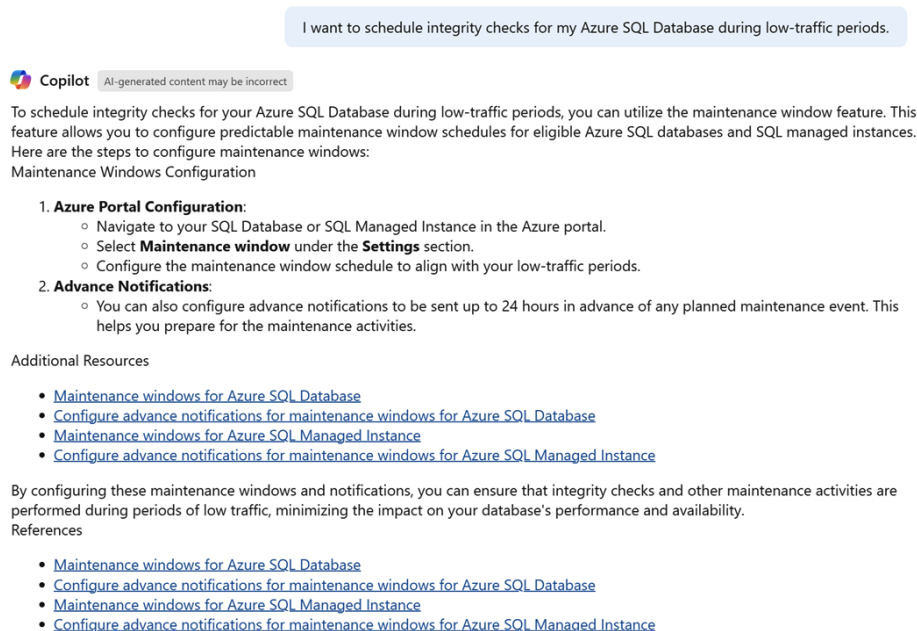 I want to schedule integrity checks for my Azure SQL Database during low-traffic periods.
Copilot AI-generated content may be incorrect
To schedule integrity checks for your Azure SQL Database during low-traffic periods, you can utilize the maintenance window feature. This
feature allows you to configure predictable maintenance window schedules for eligible Azure SQL databases and SQL managed instances.
Here are the steps to configure maintenance windows:
Maintenance Windows Configuration
1. Azure Portal Configuration:
Navigate to your SQL Database or SQL Managed Instance in the Azure portal.
Select Maintenance window under the Settings section.
Configure the maintenance window schedule to align with your low-traffic periods.
2. Advance Notifications:
You can also configure advance notifications to be sent up to 24 hours in advance of any planned maintenance event. This
helps you prepare for the maintenance activities.
Additional Resources
Maintenance windows for Azure SQL Database
Configure advance notifications for maintenance windows for Azure SQL Database
Maintenance windows for Azure SQL Managed Instance
Configure advance notifications for maintenance windows for Azure SQL Managed Instance
By configuring these maintenance windows and notifications, you can ensure that integrity checks and other maintenance activities are
performed during periods of low traffic, minimizing the impact on your database's performance and availability.
References
Maintenance windows for Azure SQL Database
Configure advance notifications for maintenance windows for Azure SQL Database
Maintenance windows for Azure SQL Managed Instance
Configure advance notifications for maintenance windows for Azure SQL Managed Instance